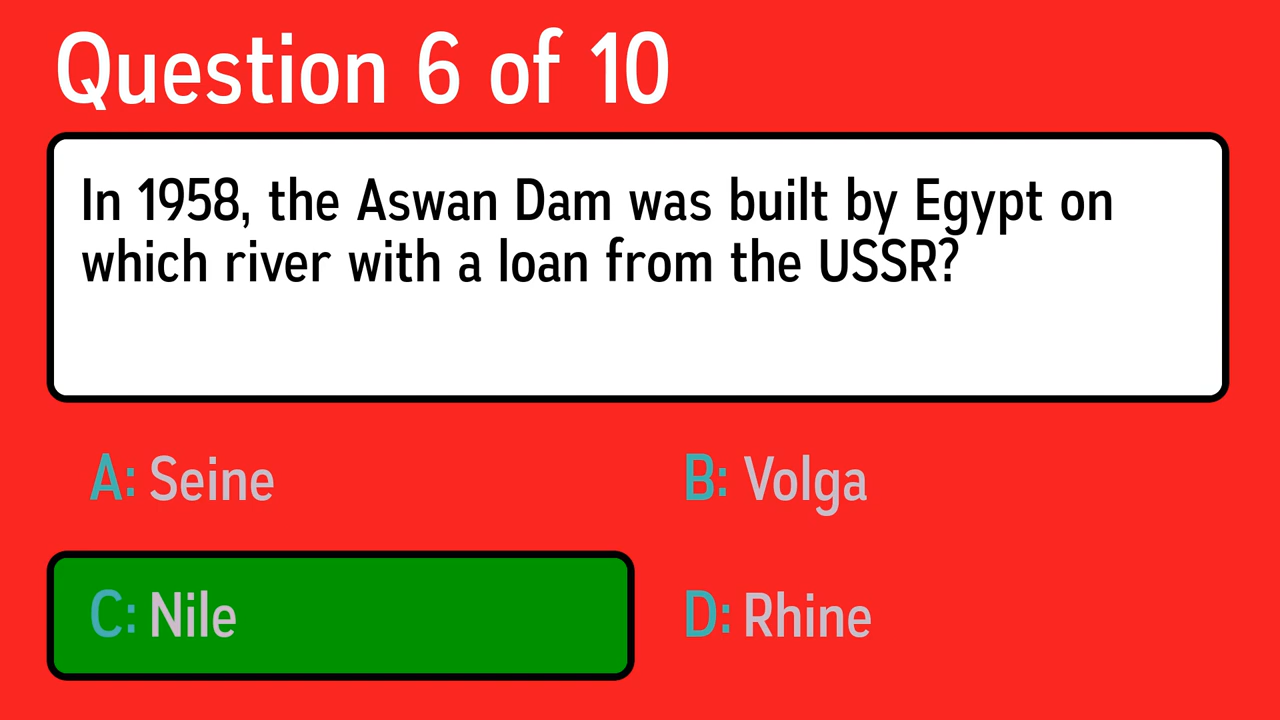 Question 6 of 10
In 1958, the Aswan Dam was built by Egypt on
which river with a loan from the USSR?
A: Seine
B: Volga
C: Nile
D: Rhine